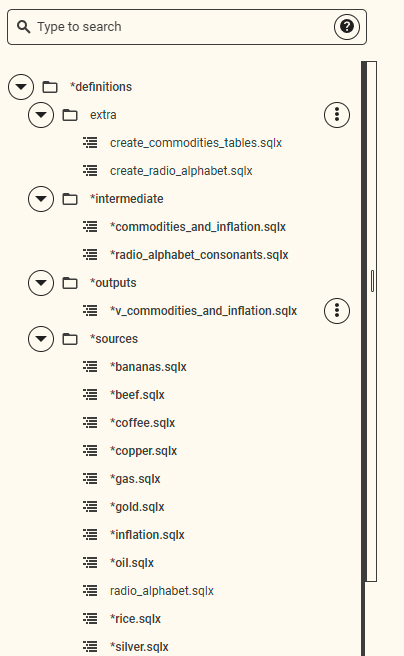 Type to search
*definitions
extra
create_commodities_tables.sqlx
create_radio_alphabet.sqlx
*intermediate
*commodities_and_inflation.sqlx
*radio_alphabet_consonants.sqlx
*outputs
*v_commodities_and_inflation.sqlx
*sources
*bananas.sqlx
*beef.sqlx
*coffee.sqlx
*copper.sqlx
*gas.sqlx
*gold.sqlx
*inflation.sqlx
*oil.sqlx
radio_alphabet.sqlx
*rice.sqlx
*silver.sqlx